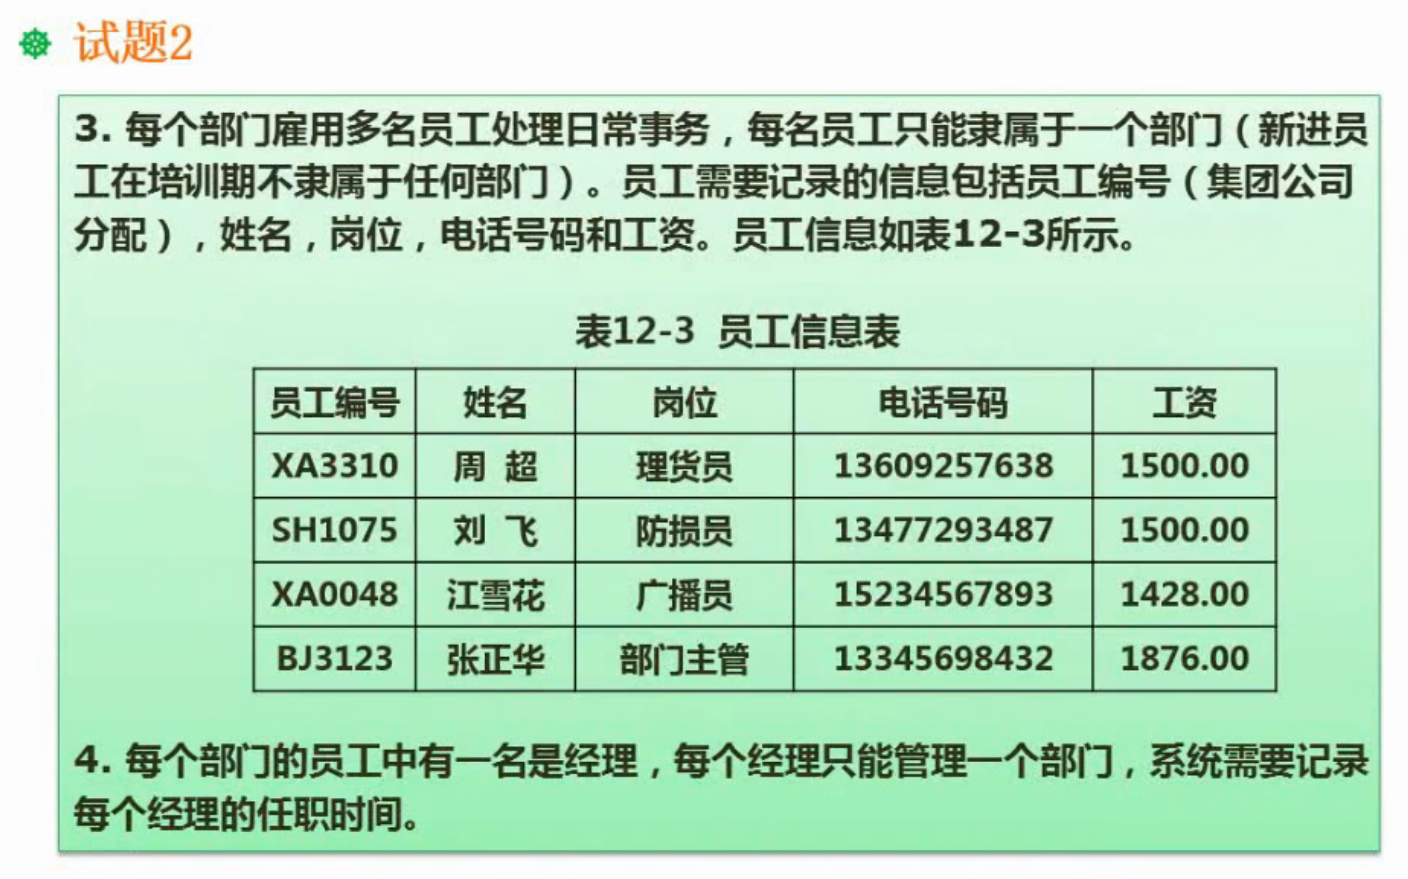 试题2
3. 每个部门雇用多名员工处理日常事务，每名员工只能隶属于一个部门（新进员
工在培训期不隶属于任何部门）。员工需要记录的信息包括员工编号（集团公司
分配），姓名，岗位，电话号码和工资。员工信息如表12-3所示。
表12-3 员工信息表
员工编号 姓名 岗位 电话号码 工资
XA3310 周 超 理货员 13609257638 1500.00
SH1075 刘 飞 防损员 13477293487 1500.00
XA0048 江雪花 广播员 15234567893 1428.00
BJ3123 张正华 部门主管 13345698432 1876.00
4. 每个部门的员工中有一名是经理，每个经理只能管理一个部门，系统需要记录
每个经理的任职时间。